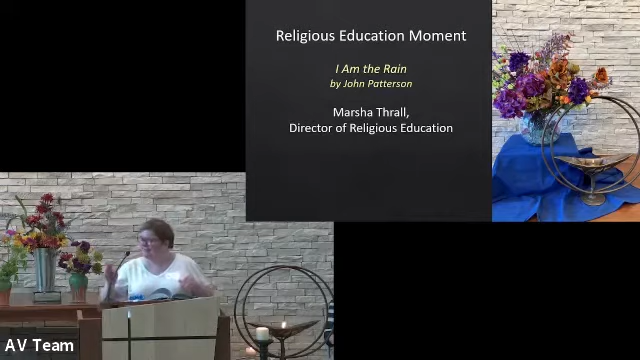 Religious Education Moment
I Am the Rain
by John Patterson
Marsha Thrall,
Director of Religious Education
AV Team